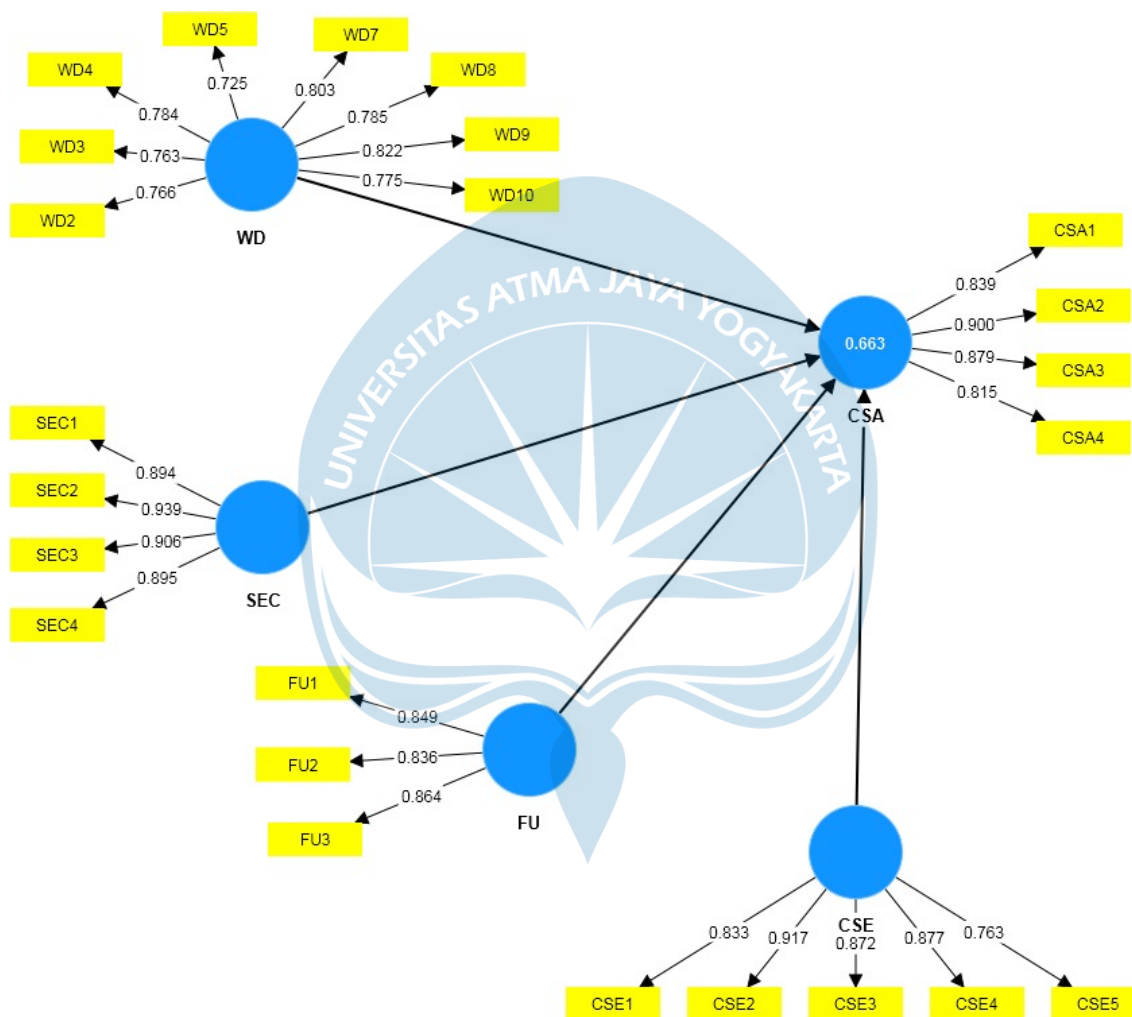 WD5
WD7
WD4
WD8
0.725
0.803
0.784
0.785
WD3
0.763
0.822
WD9
0.766
0.775
WD10
WD2
WD
UNIVERSITAS ATMA JAYA YOGYAKARTA
CSA1
0.839
CSA2
0.900
0.663
0.879
CSA3
0.815
CSA
CSA4
SEC1
0.894
SEC2
0.939
SEC3
0.906
0.895
SEC4
SEC
FU1
0.849
FU2
0.836
0.864
FU3
FU
CSE
0.833
0.917
0.872
0.877
0.763
CSE1
CSE2
CSE3
CSE4
CSE5